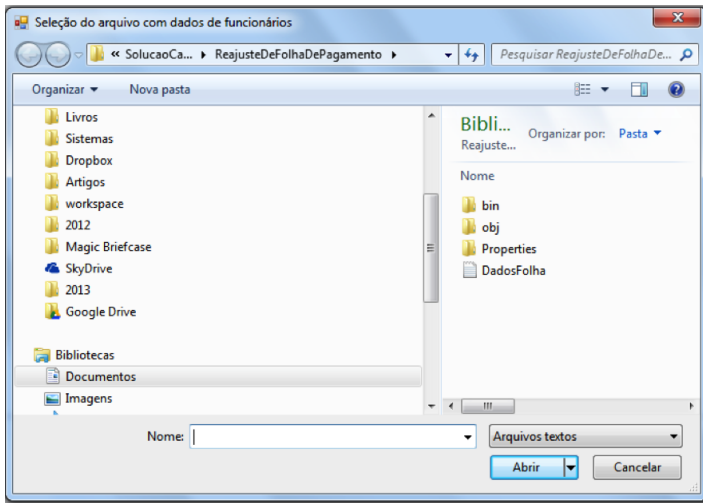 Seleção do arquivo com dados de funcionários
« SolucaoCa... ReajusteDeFolhaDePagamento
Pesquisar ReajusteDeFolhaDe...
Organizar Nova pasta
Livros
Sistemas
Dropbox
Artigos
workspace
2012
Magic Briefcase
SkyDrive
2013
Google Drive
Bibliotecas
Documentos
Imagens
Bibli...
Reajuste...
Organizar por: Pasta
Nome
bin
obj
Properties
DadosFolha
Nome:
Arquivos textos
Abrir Cancelar